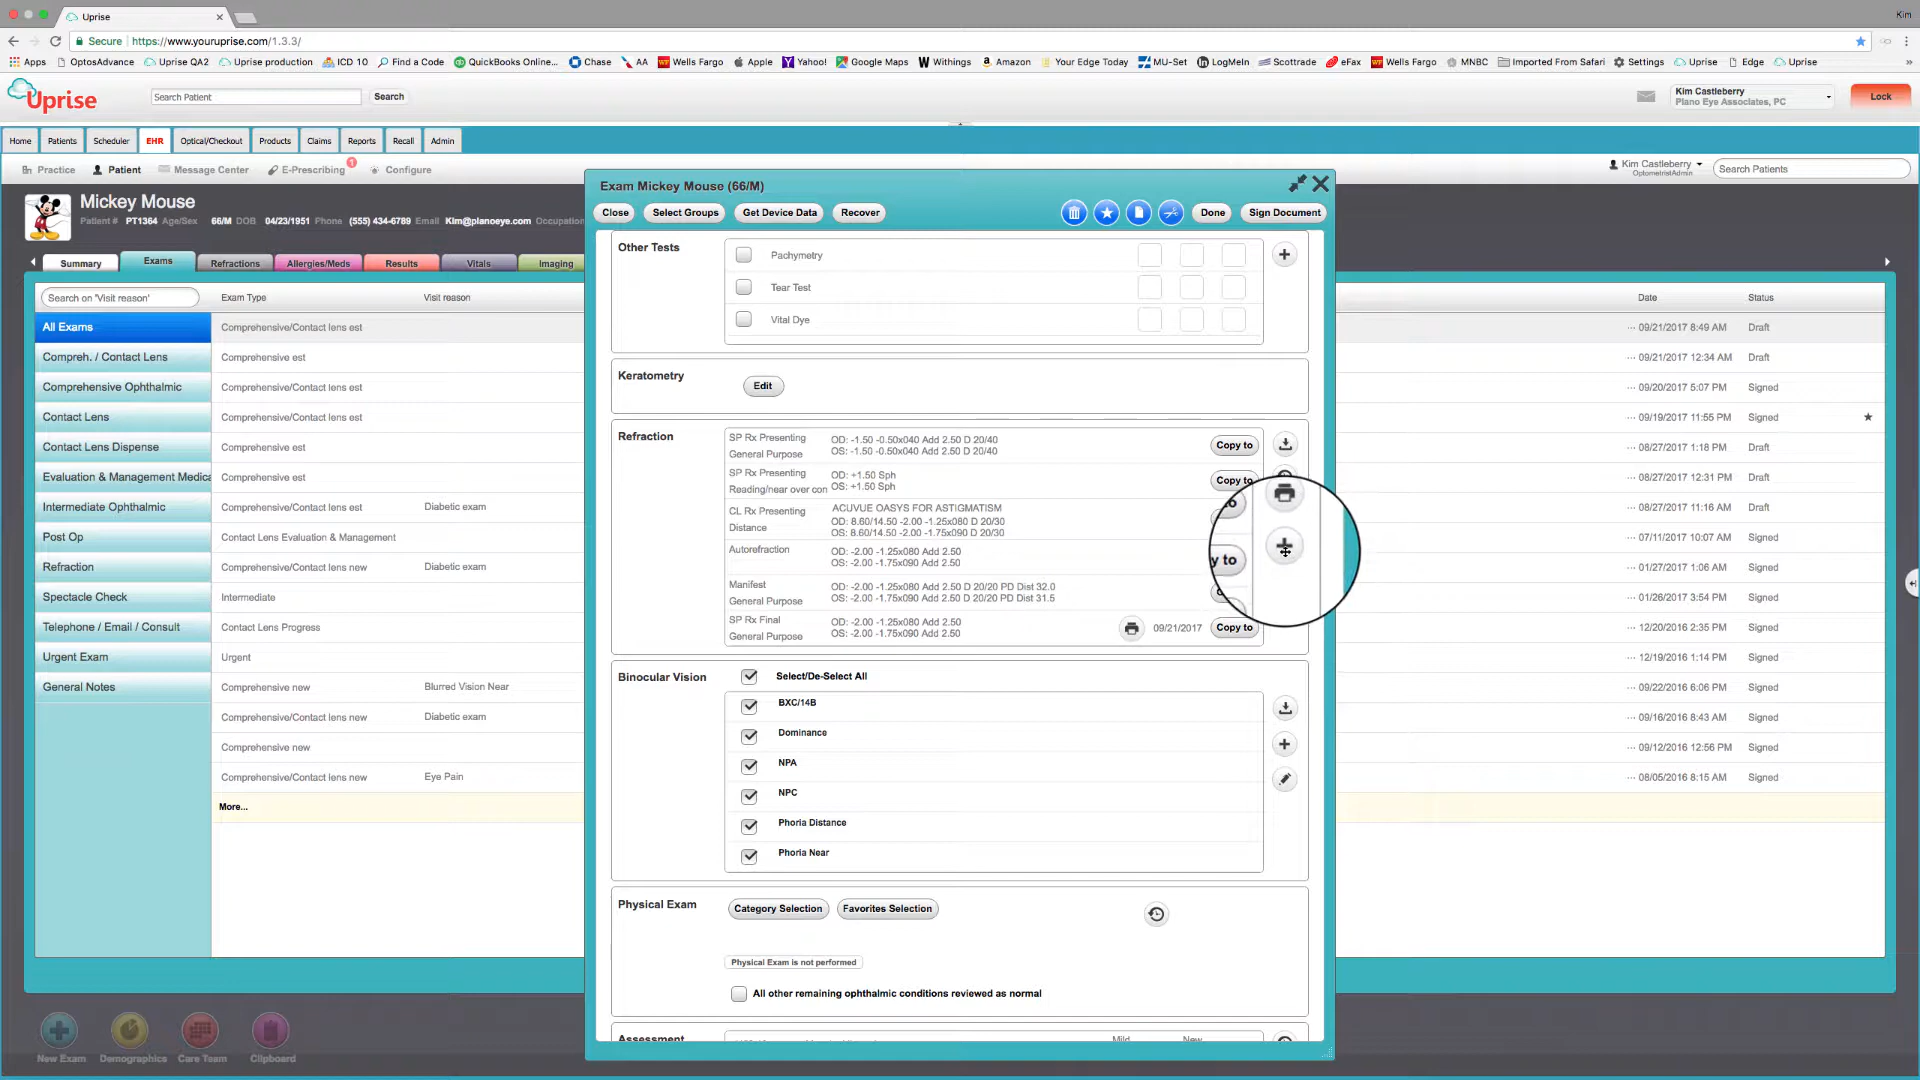 Uprise
Kim
Secure https://www.youruprise.com/1.3.3/
Apps OptosAdvance Uprise QA2 Uprise production ICD 10 Find a Code QuickBooks Online... Chase AA Wells Fargo Apple Yahoo! Google Maps Withings Amazon Your Edge Today MU-Set LogMeIn Scottrade eFax Wells Fargo MNBC Imported From Safari Settings Uprise Edge Uprise
Uprise
Search Patient
Search
Kim Castleberry
Plano Eye Associates, PC
Lock
Home Patients Scheduler EHR Optical/Checkout Products Claims Reports Recall Admin
Practice Patient Message Center E-Prescribing 1 Configure
Kim Castleberry
OptometristAdmin
Search Patients
Mickey Mouse
Patient # PT1364 Age/Sex 66/M DOB 04/23/1951 Phone (555) 434-6789 Email Kim@planoeye.com Occupation
Summary Exams Refractions Allergies/Meds Results Vitals Imaging
Search on "Visit reason' Exam Type Visit reason Date Status
All Exams Comprehensive/Contact lens est ··· 09/21/2017 8:49 AM Draft
Compreh. / Contact Lens Comprehensive est ··· 09/21/2017 12:34 AM Draft
Comprehensive Ophthalmic Comprehensive/Contact lens est ··· 09/20/2017 5:07 PM Signed
Contact Lens Comprehensive/Contact lens est ··· 09/19/2017 11:55 PM Signed
Contact Lens Dispense Comprehensive est ··· 08/27/2017 1:18 PM Draft
Evaluation & Management Medica Comprehensive est ··· 08/27/2017 12:31 PM Draft
Intermediate Ophthalmic Comprehensive/Contact lens est Diabetic exam ··· 08/27/2017 11:16 AM Draft
Post Op Contact Lens Evaluation & Management ··· 07/11/2017 10:07 AM Signed
Refraction Comprehensive/Contact lens new Diabetic exam ··· 01/27/2017 1:06 AM Signed
Spectacle Check Intermediate ··· 01/26/2017 3:54 PM Signed
Telephone / Email / Consult Contact Lens Progress ··· 12/20/2016 2:35 PM Signed
Urgent Exam Urgent ··· 12/19/2016 1:14 PM Signed
General Notes Comprehensive new Blurred Vision Near ··· 09/22/2016 6:06 PM Signed
Comprehensive/Contact lens new Diabetic exam ··· 09/16/2016 8:43 AM Signed
Comprehensive new ··· 09/12/2016 12:56 PM Signed
Comprehensive/Contact lens new Eye Pain ··· 08/05/2016 8:15 AM Signed
More...
Exam Mickey Mouse (66/M)
Close Select Groups Get Device Data Recover Done Sign Document
Other Tests
Pachymetry
Tear Test
Vital Dye
Keratometry
Edit
Refraction
SP Rx Presenting OD: -1.50 -0.50x040 Add 2.50 D 20/40
General Purpose OS: -1.50 -0.50x040 Add 2.50 D 20/40
Copy to
SP Rx Presenting OD: +1.50 Sph
Reading/near over con OS: +1.50 Sph
Copy to
CL Rx Presenting ACUVUE OASYS FOR ASTIGMATISM
Distance OD: 8.60/14.50 -2.00 -1.25x080 D 20/30
OS: 8.60/14.50 -2.00 -1.75x090 D 20/30
Autorefraction OD: -2.00 -1.25x080 Add 2.50
OS: -2.00 -1.75x090 Add 2.50
y to
Manifest OD: -2.00 -1.25x080 Add 2.50 D 20/20 PD Dist 32.0
General Purpose OS: -2.00 -1.75x090 Add 2.50 D 20/20 PD Dist 31.5
SP Rx Final OD: -2.00 -1.25x080 Add 2.50
General Purpose OS: -2.00 -1.75x090 Add 2.50
09/21/2017 Copy to
Binocular Vision
Select/De-Select All
BXC/14B
Dominance
NPA
NPC
Phoria Distance
Phoria Near
Physical Exam
Category Selection Favorites Selection
Physical Exam is not performed
All other remaining ophthalmic conditions reviewed as normal
Assessment Mild New
New Exam Demographics Care Team Clipboard